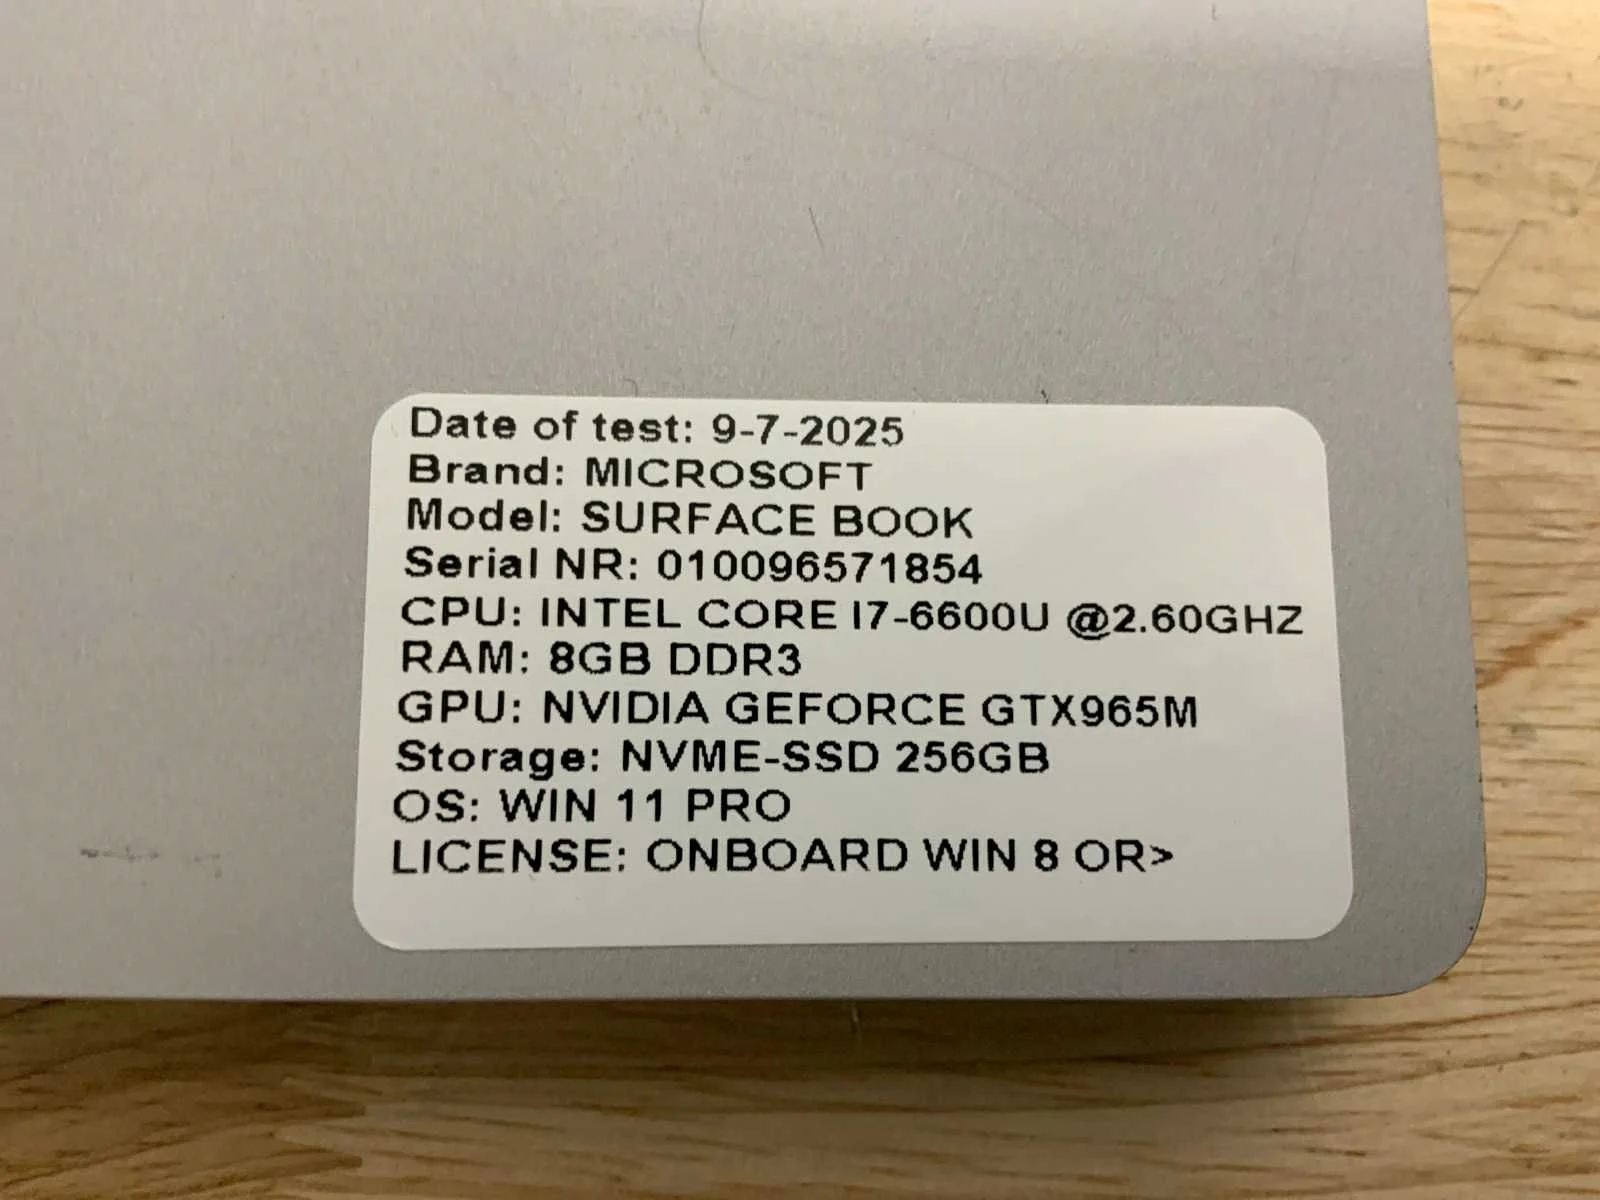 Date of test: 9-7-2025
Brand: MICROSOFT
Model: SURFACE BOOK
Serial NR: 010096571854
CPU: INTEL CORE I7-6600U @2.60GHZ
RAM: 8GB DDR3
GPU: NVIDIA GEFORCE GTX965M
Storage: NVME-SSD 256GB
OS: WIN 11 PRO
LICENSE: ONBOARD WIN 8 OR>